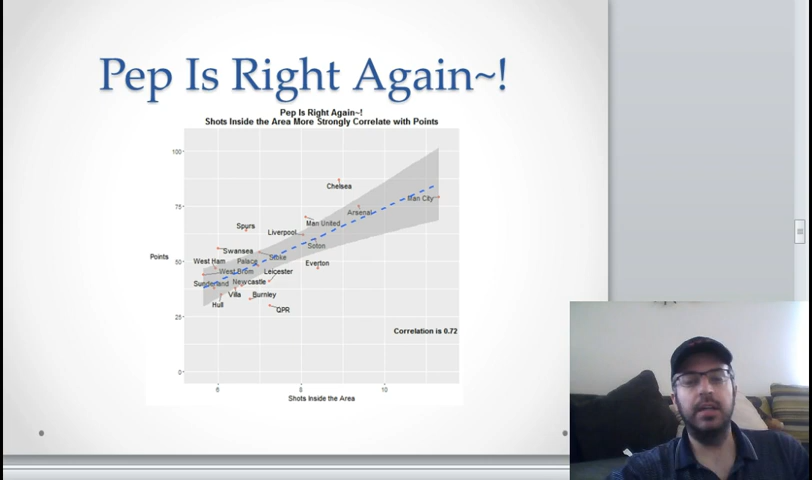 Pep Is Right Again~!
Pep Is Right Again~!
Shots Inside the Area More Strongly Correlate with Points
100
Chelsea
Man City
75
Arsenal
Man United
Spurs
Liverpool
Soton
Swansea
Points
Stoke
50
West Ham
Palace
Everton
West Brom
Leicester
Sunderland
Newcastle
Villa
Burnley
Hull
QPR
25
Correlation is 0.72
0
6
8
10
Shots Inside the Area